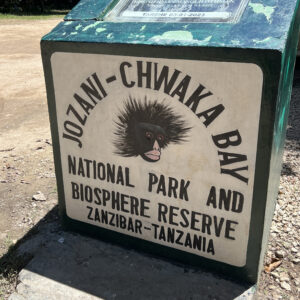 JOZANI-CHWAKA BAY
NATIONAL PARK AND
BIOSPHERE RESERVE
ZANZIBAR-TANZANIA